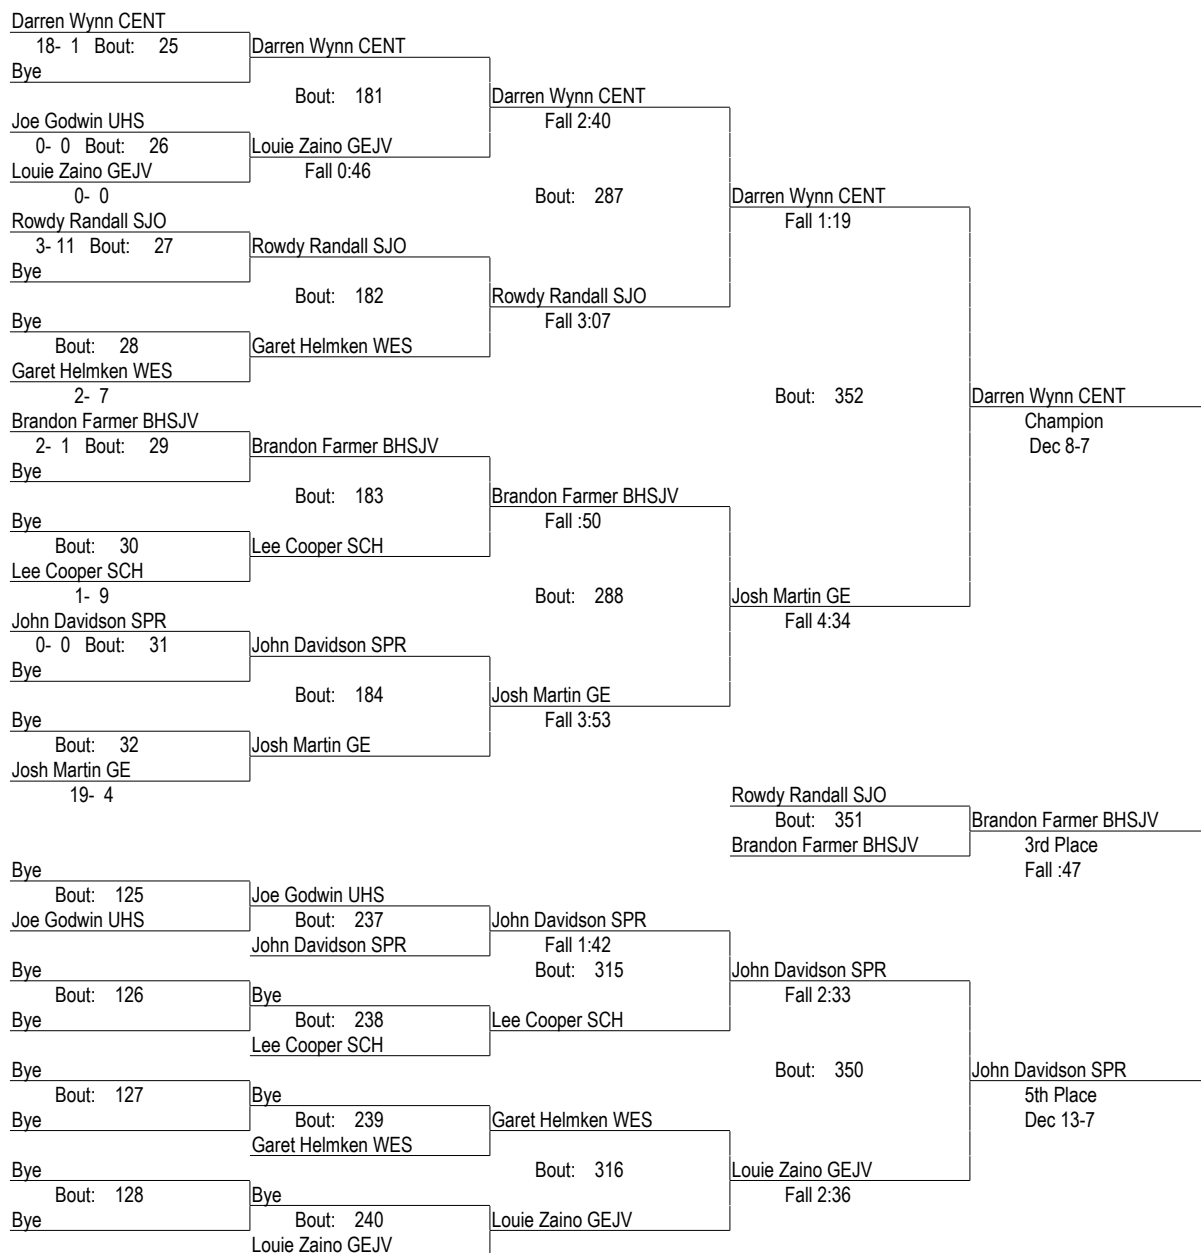 Darren Wynn CENT
18- 1 Bout: 25 Darren Wynn CENT
Bye
Bout: 181 Darren Wynn CENT
Joe Godwin UHS Fall 2:40
0- 0 Bout: 26 Louie Zaino GEJV
Louie Zaino GEJV Fall 0:46
0- 0 Bout: 287 Darren Wynn CENT
Rowdy Randall SJO Fall 1:19
3- 11 Bout: 27 Rowdy Randall SJO
Bye
Bout: 182 Rowdy Randall SJO
Bye Fall 3:07
Bout: 28 Garet Helmken WES
Garet Helmken WES
2- 7 Bout: 352 Darren Wynn CENT
Brandon Farmer BHSJV Champion
2- 1 Bout: 29 Brandon Farmer BHSJV Dec 8-7
Bye
Bout: 183 Brandon Farmer BHSJV
Bye Fall :50
Bout: 30 Lee Cooper SCH
Lee Cooper SCH
1- 9 Bout: 288 Josh Martin GE
John Davidson SPR Fall 4:34
0- 0 Bout: 31 John Davidson SPR
Bye
Bout: 184 Josh Martin GE
Bye Fall 3:53
Bout: 32 Josh Martin GE
Josh Martin GE
19- 4 Rowdy Randall SJO
Bout: 351 Brandon Farmer BHSJV
Brandon Farmer BHSJV 3rd Place
Bye Fall :47
Bout: 125 Joe Godwin UHS
Joe Godwin UHS Bout: 237 John Davidson SPR
John Davidson SPR Fall 1:42
Bye Bout: 315 John Davidson SPR
Bout: 126 Bye Fall 2:33
Bye Bout: 238 Lee Cooper SCH
Lee Cooper SCH
Bye Bout: 350 John Davidson SPR
Bout: 127 Bye 5th Place
Bye Bout: 239 Garet Helmken WES Dec 13-7
Garet Helmken WES
Bye Bout: 316 Louie Zaino GEJV
Bout: 128 Bye Fall 2:36
Bye Bout: 240 Louie Zaino GEJV
Louie Zaino GEJV